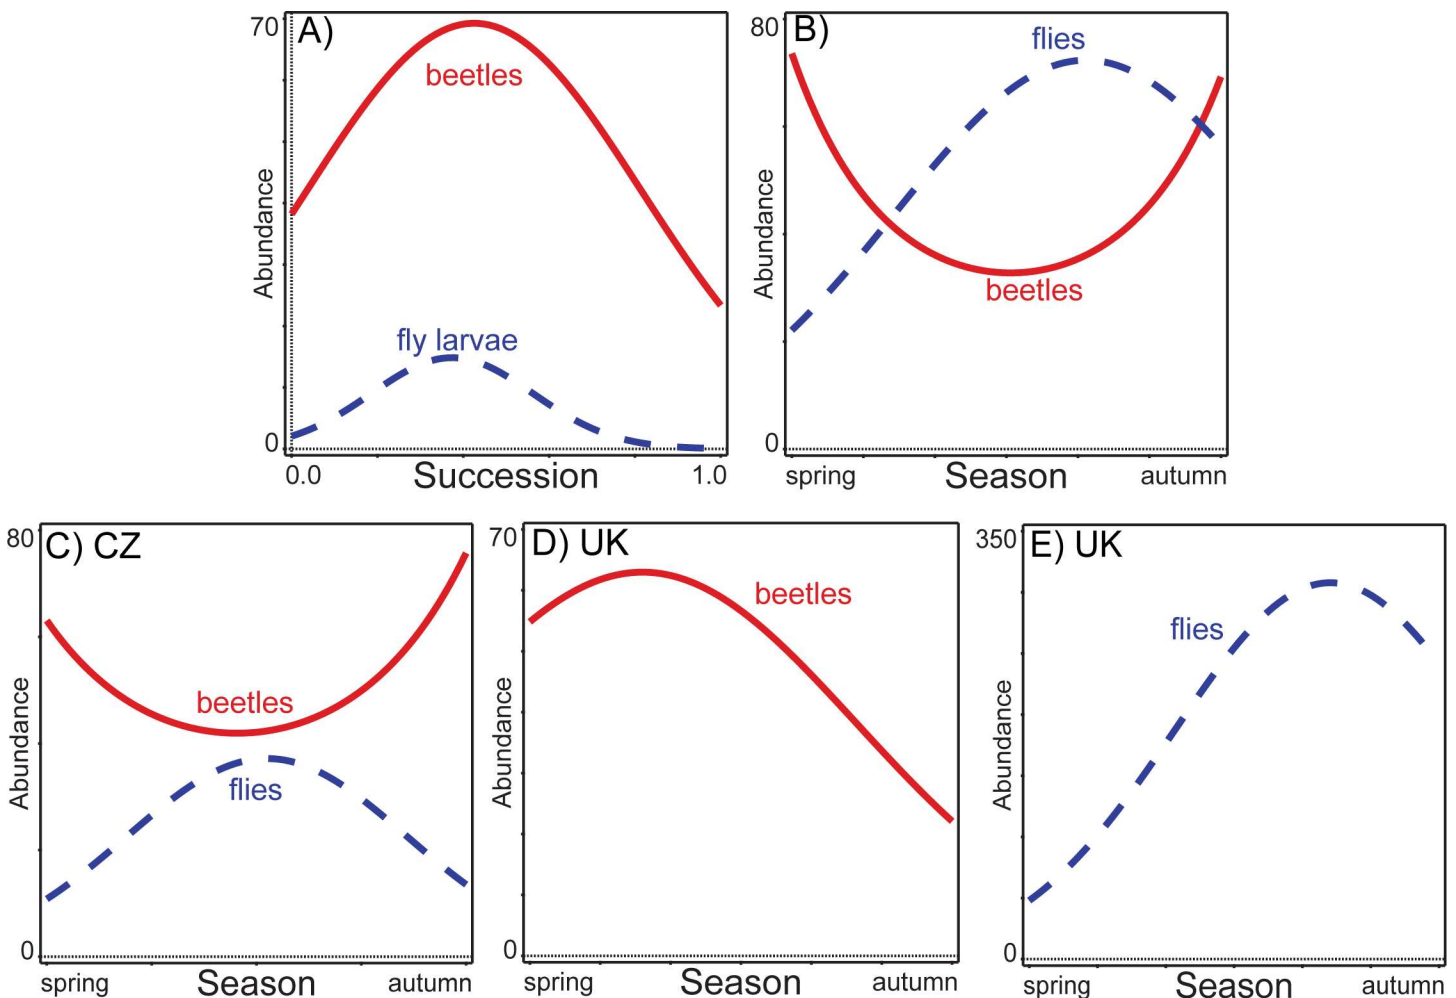 A)
70
beetles
Abundance
fly larvae
0
0.0
Succession
1.0
B)
80
flies
Abundance
beetles
0
spring
Season
autumn
C) CZ
80
beetles
Abundance
flies
0
spring
Season
autumn
D) UK
70
beetles
Abundance
0
spring
Season
autumn
E) UK
350
flies
Abundance
0
spring
Season
autumn